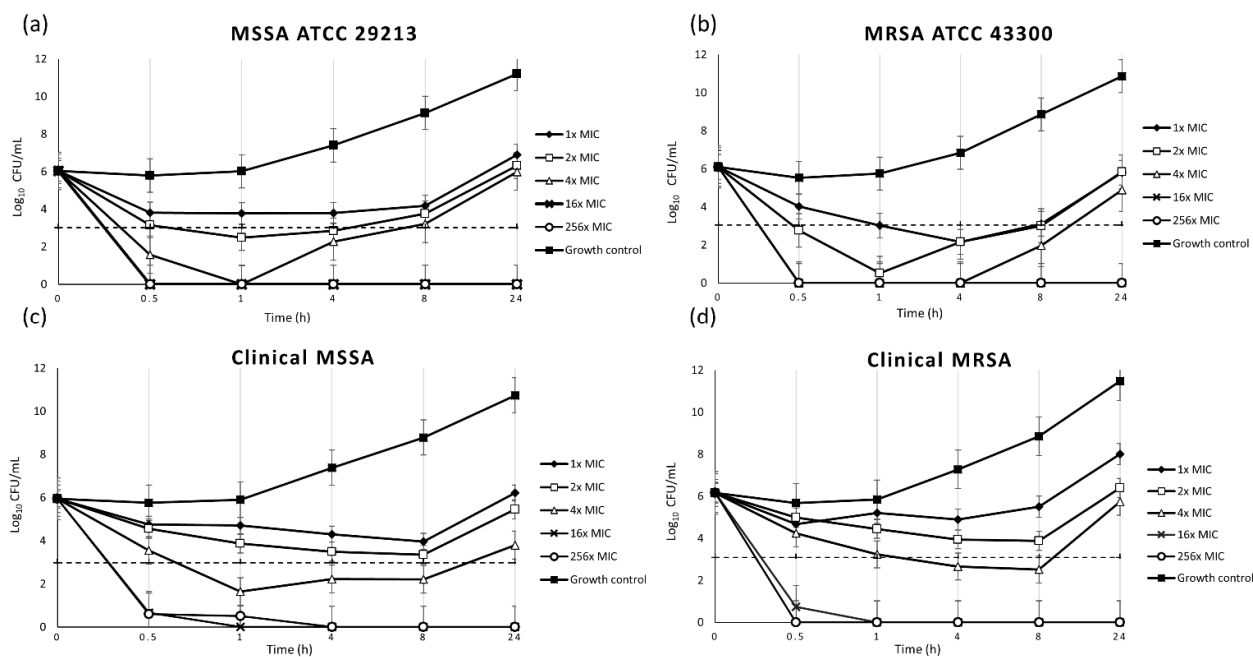 (a)
MSSA ATCC 29213
12
10
8
6
4
2
0
Log10 CFU/mL
0
0.5
1
4
8
24
Time (h)
1x MIC
2x MIC
4x MIC
16x MIC
256x MIC
Growth control
(b)
MRSA ATCC 43300
12
10
8
6
4
2
0
Log10 CFU/mL
0
0.5
1
4
8
24
Time (h)
1x MIC
2x MIC
4x MIC
16x MIC
256x MIC
Growth control
(c)
Clinical MSSA
12
10
8
6
4
2
0
Log10 CFU/mL
0
0.5
1
4
8
24
Time (h)
1x MIC
2x MIC
4x MIC
16x MIC
256x MIC
Growth control
(d)
Clinical MRSA
12
10
8
6
4
2
0
Log10 CFU/mL
0
0.5
1
4
8
24
Time (h)
1x MIC
2x MIC
4x MIC
16x MIC
256x MIC
Growth control